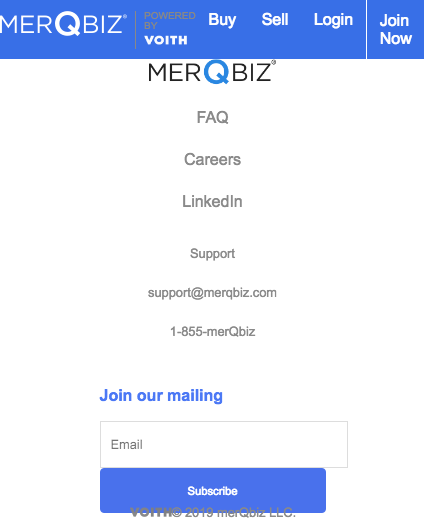 MERQBIZ®
POWERED
BY
VOITH
Buy
Sell
Login
Join
Now
MERQBIZ®
FAQ
Careers
LinkedIn
Support
support@merqbiz.com
1-855-merQbiz
Join our mailing
Email
Subscribe
VOITH© 2019 merQbiz LLC.